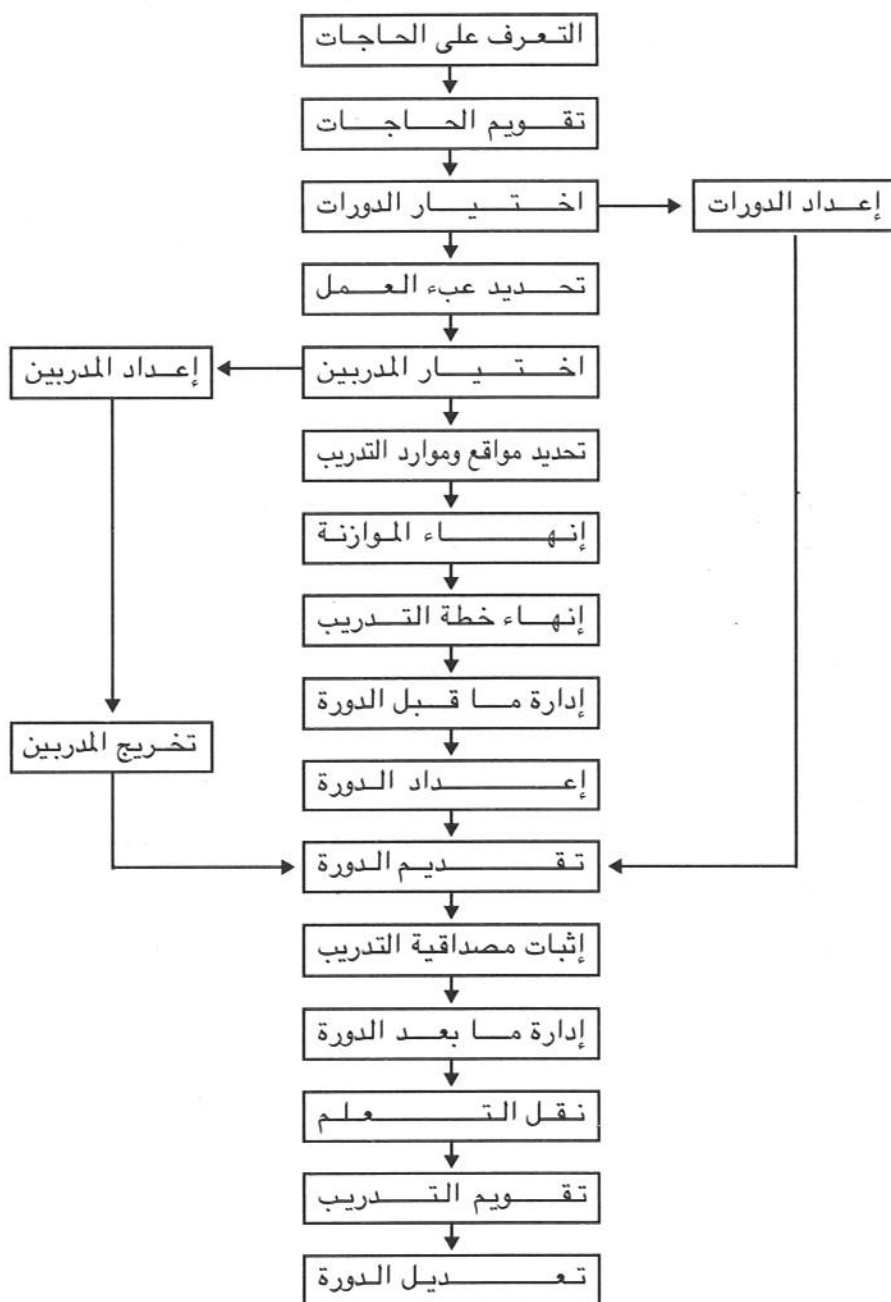 التعرف على الحاجات
تقويم الحاجات
اختيار الدورات
إعداد الدورات
تحديد عبء العمل
اختيار المدربين
إعداد المدربين
تحديد مواقع وموارد التدريب
إنهاء الموازنة
إنهاء خطة التدريب
إدارة ما قبل الدورة
تخريج المدربين
إعداد الدورة
تقديم الدورة
إثبات مصداقية التدريب
إدارة ما بعد الدورة
نقل التعلم
تقويم التدريب
تعديل الدورة